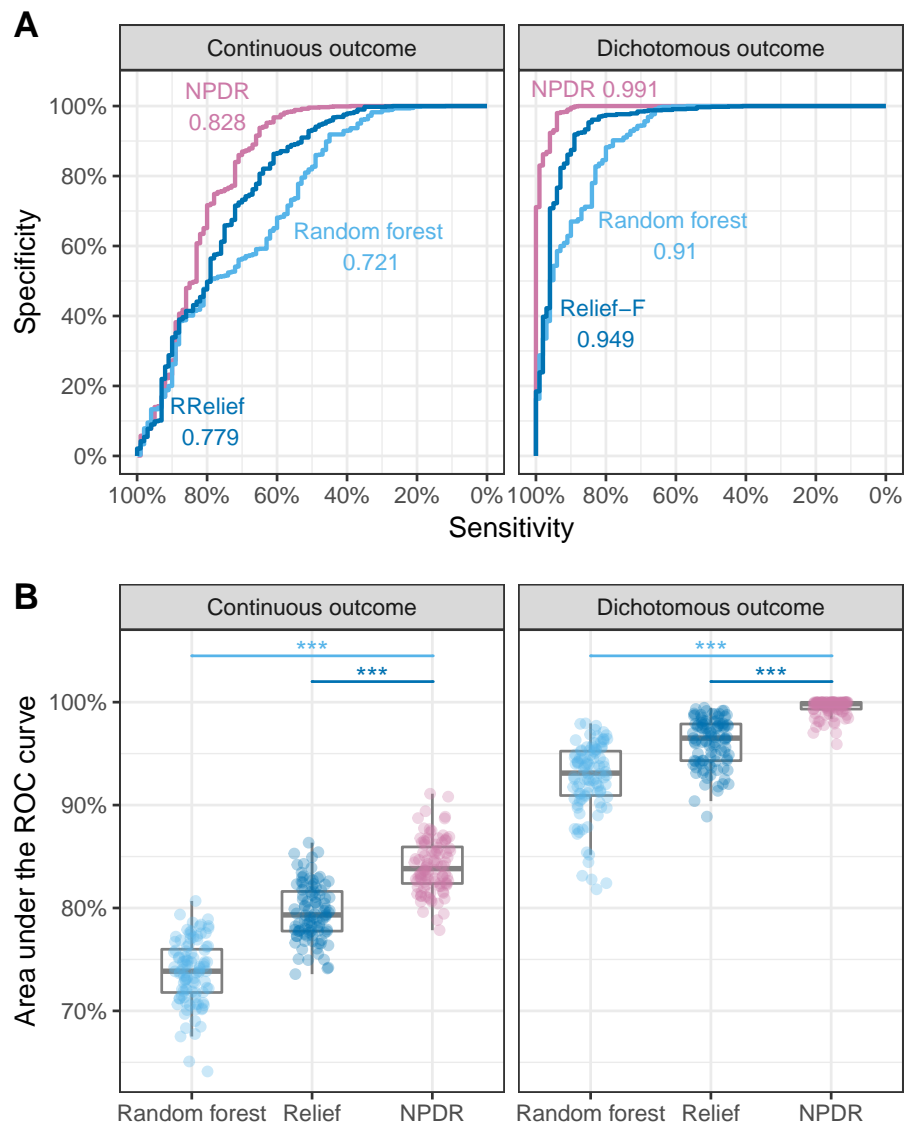 A
Continuous outcome
Dichotomous outcome
Specificity
100%
80%
60%
40%
20%
0%
NPDR
0.828
Random forest
0.721
RRelief
0.779
NPDR 0.991
Random forest
0.91
Relief−F
0.949
100% 80% 60% 40% 20% 0%
100% 80% 60% 40% 20% 0%
Sensitivity
B
Continuous outcome
Dichotomous outcome
Area under the ROC curve
100%
90%
80%
70%
***
***
***
***
Random forest Relief NPDR
Random forest Relief NPDR